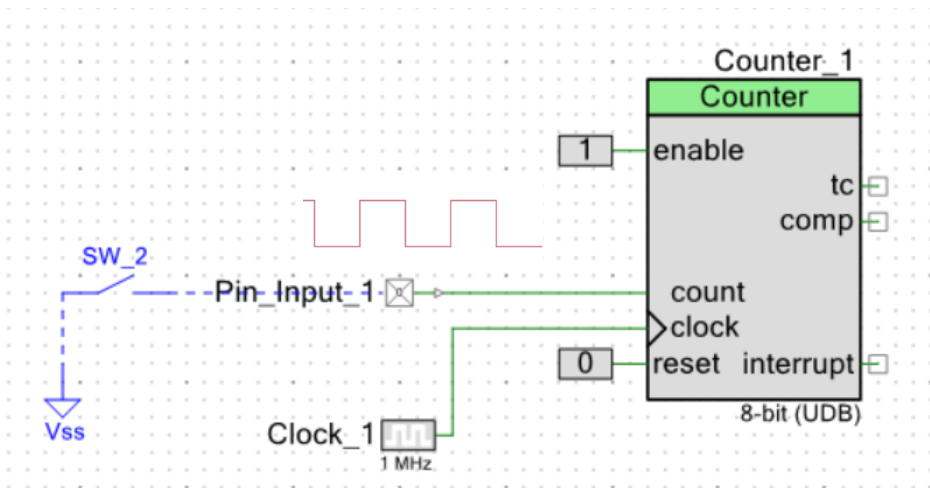 Counter_1
Counter
1
enable
tc
comp
SW_2
Pin_Input_1
count
clock
0
reset
interrupt
8-bit (UDB)
Vss
Clock_1
1 MHz